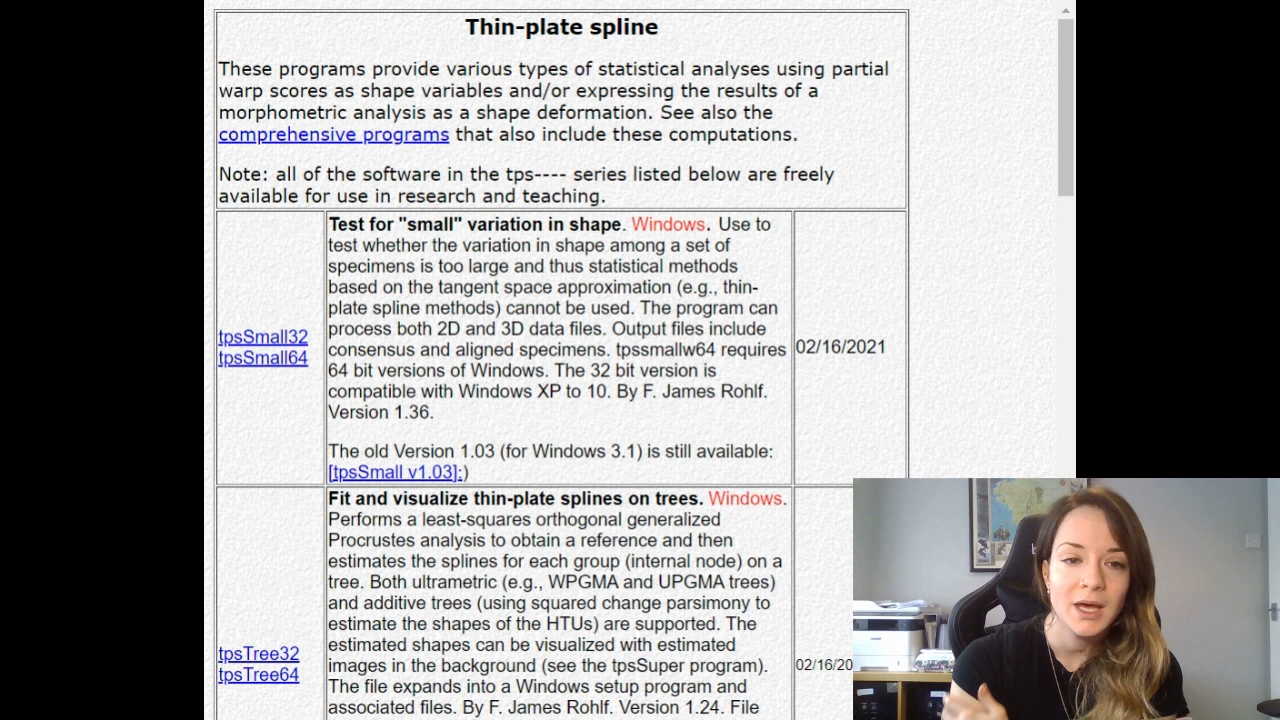 Thin-plate spline
These programs provide various types of statistical analyses using partial
warp scores as shape variables and/or expressing the results of a
morphometric analysis as a shape deformation. See also the
comprehensive programs that also include these computations.
Note: all of the software in the tps---- series listed below are freely
available for use in research and teaching.
tpsSmall32
tpsSmall64
Test for "small" variation in shape. Windows. Use to
test whether the variation in shape among a set of
specimens is too large and thus statistical methods
based on the tangent space approximation (e.g., thin-
plate spline methods) cannot be used. The program can
process both 2D and 3D data files. Output files include
consensus and aligned specimens. tpssmallw64 requires
64 bit versions of Windows. The 32 bit version is
compatible with Windows XP to 10. By F. James Rohlf.
Version 1.36.
The old Version 1.03 (for Windows 3.1) is still available:
[tpsSmall v1.03]:)
02/16/2021
tpsTree32
tpsTree64
Fit and visualize thin-plate splines on trees. Windows.
Performs a least-squares orthogonal generalized
Procrustes analysis to obtain a reference and then
estimates the splines for each group (internal node) on a
tree. Both ultrametric (e.g., WPGMA and UPGMA trees)
and additive trees (using squared change parsimony to
estimate the shapes of the HTUs) are supported. The
estimated shapes can be visualized with estimated
images in the background (see the tpsSuper program).
The file expands into a Windows setup program and
associated files. By F. James Rohlf. Version 1.24. File
02/16/20